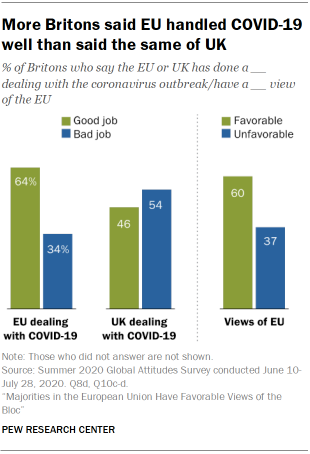 More Britons said EU handled COVID-19
well than said the same of UK
% of Britons who say the EU or UK has done a __
dealing with the coronavirus outbreak/have a __ view
of the EU
Good job
Bad job
Favorable
Unfavorable
64%
34%
46
54
60
37
EU dealing
with COVID-19
UK dealing
with COVID-19
Views of EU
Note: Those who did not answer are not shown.
Source: Summer 2020 Global Attitudes Survey conducted June 10-
July 28, 2020. Q8d, Q10c-d.
“Majorities in the European Union Have Favorable Views of the
Bloc”
PEW RESEARCH CENTER